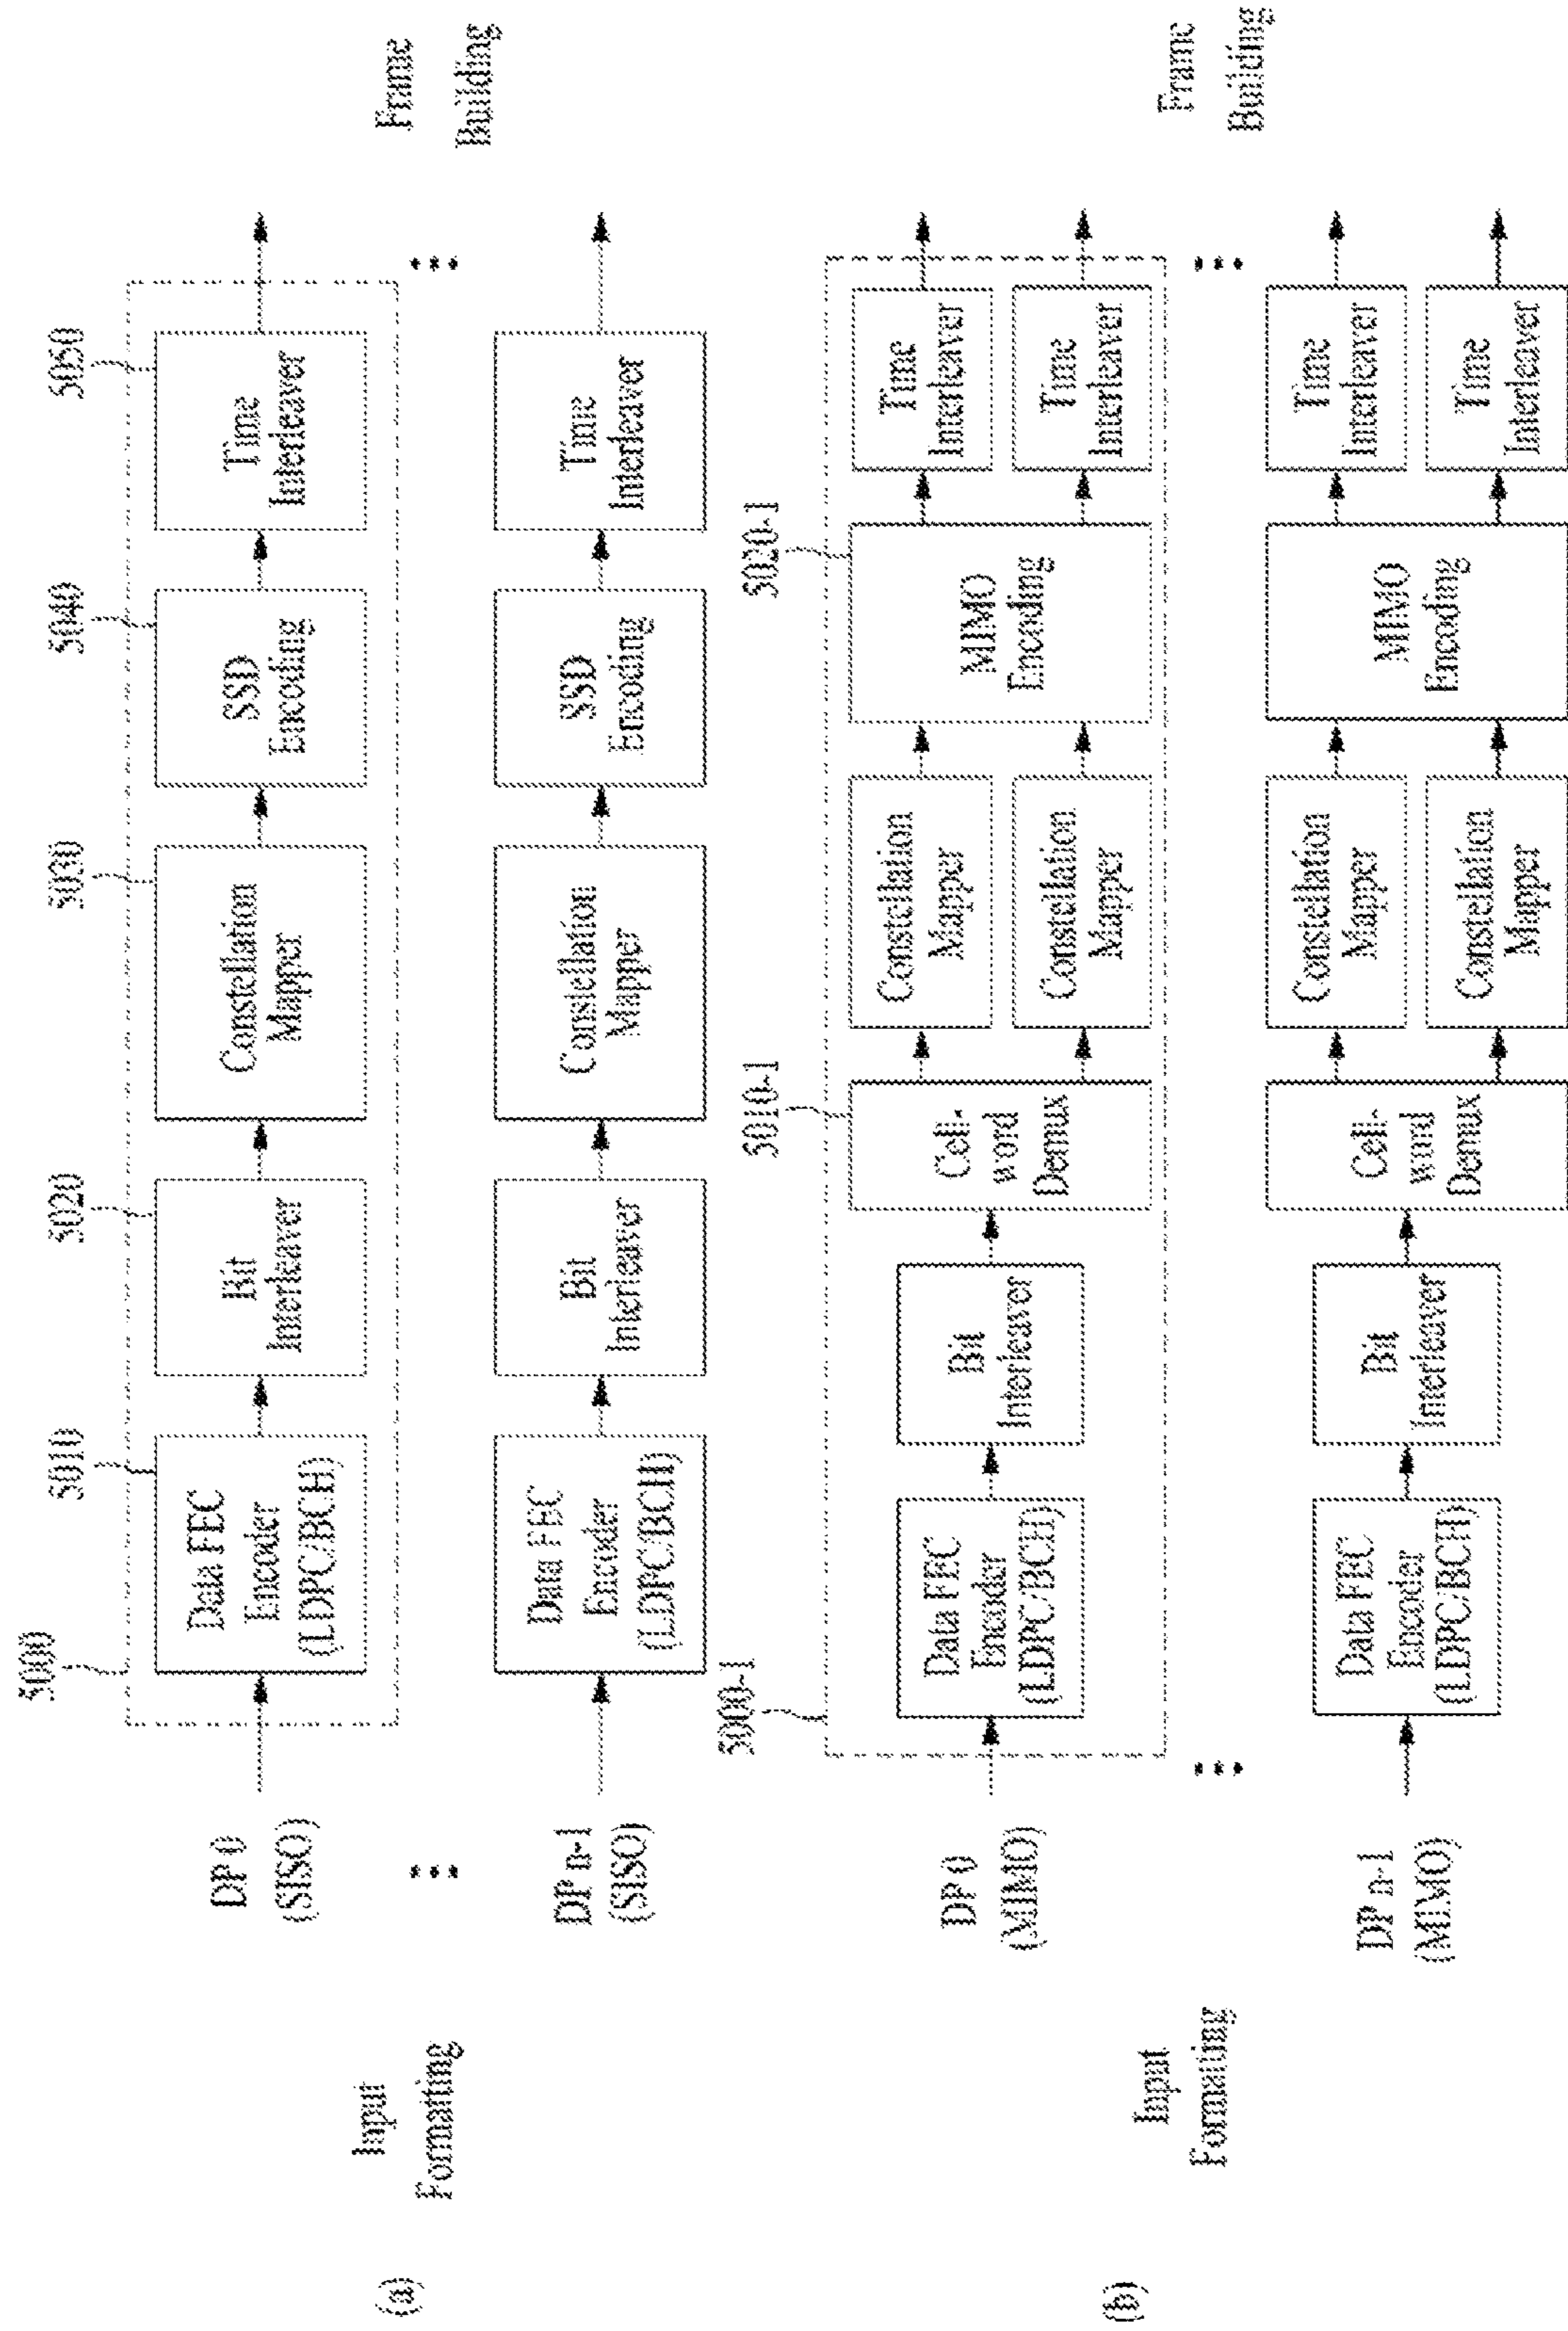 (a)
Input
Formatting
DP 0
(SISO)
5000
Data FEC
Encoder
(LDPC/BCH)
5010
Bit
Interleaver
5020
Constellation
Mapper
5030
SSD
Encoding
5040
Time
Interleaver
5050
Frame
Building
DP n-1
(SISO)
Data FEC
Encoder
(LDPC/BCH)
Bit
Interleaver
Constellation
Mapper
SSD
Encoding
Time
Interleaver
(b)
Input
Formatting
DP 0
(MIMO)
5000-1
Data FEC
Encoder
(LDPC/BCH)
Bit
Interleaver
5010-1
Cell-
word
Demux
Constellation
Mapper
Constellation
Mapper
5020-1
MIMO
Encoding
Time
Interleaver
Time
Interleaver
Frame
Building
DP n-1
(MIMO)
Data FEC
Encoder
(LDPC/BCH)
Bit
Interleaver
Cell-
word
Demux
Constellation
Mapper
Constellation
Mapper
MIMO
Encoding
Time
Interleaver
Time
Interleaver